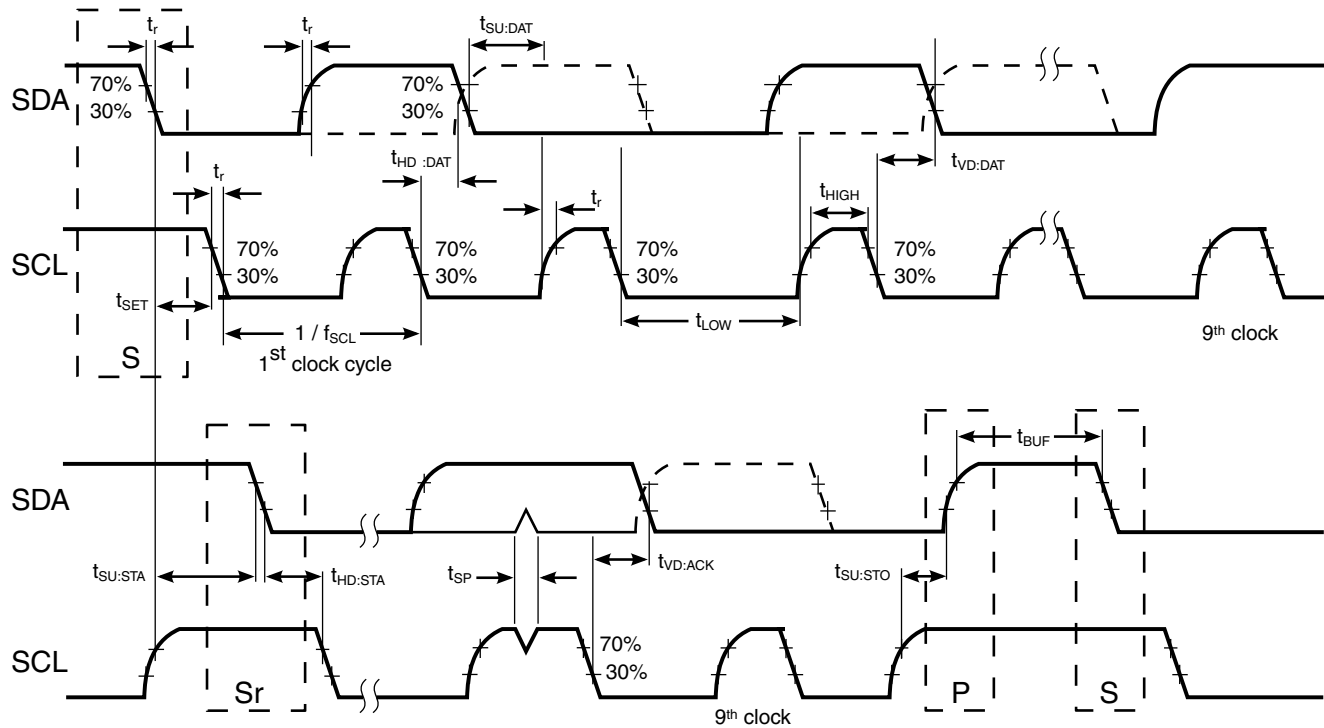 tr
tr
tSU:DAT
SDA
70%
30%
70%
30%
tHD :DAT
tVD:DAT
tr
tr
tHIGH
SCL
70%
30%
70%
30%
70%
30%
70%
30%
tSET
1 / fSCL
tLOW
1st clock cycle
9th clock
S
SDA
tBUF
tSU:STA
tHD:STA
tSP
tVD:ACK
tSU:STO
SCL
70%
30%
Sr
P
S
9th clock